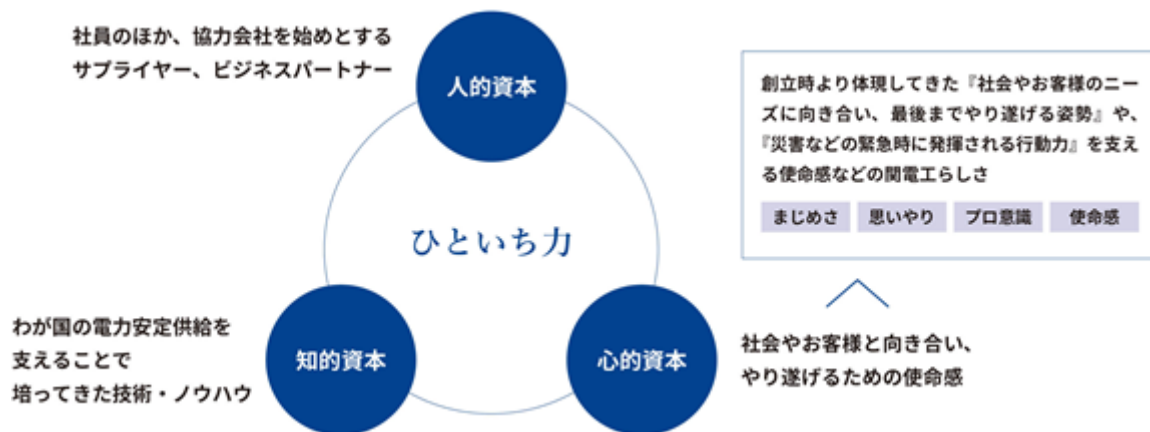 社員のほか、協力会社を始めとする
サプライヤー、ビジネスパートナー
人的資本
ひといち力
わが国の電力安定供給を
支えることで
培ってきた技術・ノウハウ
知的資本
心的資本
社会やお客様と向き合い、
やり遂げるための使命感
創立時より体現してきた『社会やお客様のニー
ズに向き合い、最後までやり遂げる姿勢』や、
『災害などの緊急時に発揮される行動力』を支え
る使命感などの関電工らしさ
まじめさ 思いやり プロ意識 使命感